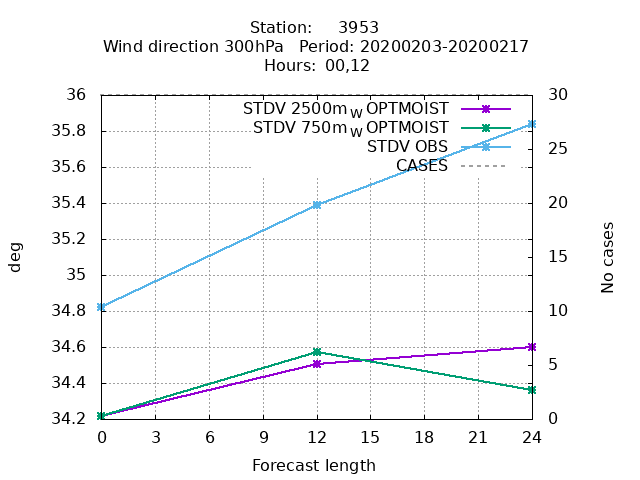 Station: 3953
Wind direction 300hPa Period: 20200203-20200217
Hours: 00,12
36 30
STDV 2500m_W OPTMOIST
STDV 750m_W OPTMOIST
35.8
STDV OBS 25
35.6 CASES
35.4 20
35.2
15
35
34.8 10
34.6
5
34.4
34.2 0
deg
No cases
0 3 6 9 12 15 18 21 24
Forecast length